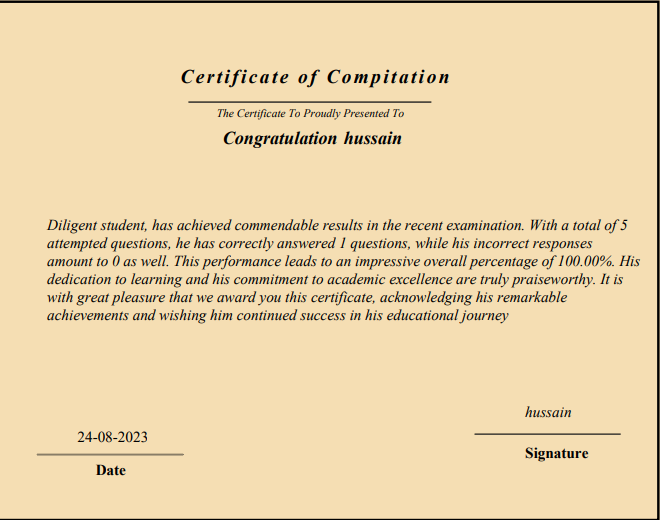 Certificate of Compitation
The Certificate To Proudly Presented To
Congratulation hussain
Diligent student, has achieved commendable results in the recent examination. With a total of 5
attempted questions, he has correctly answered 1 questions, while his incorrect responses
amount to 0 as well. This performance leads to an impressive overall percentage of 100.00%. His
dedication to learning and his commitment to academic excellence are truly praiseworthy. It is
with great pleasure that we award you this certificate, acknowledging his remarkable
achievements and wishing him continued success in his educational journey
hussain
24-08-2023
Signature
Date